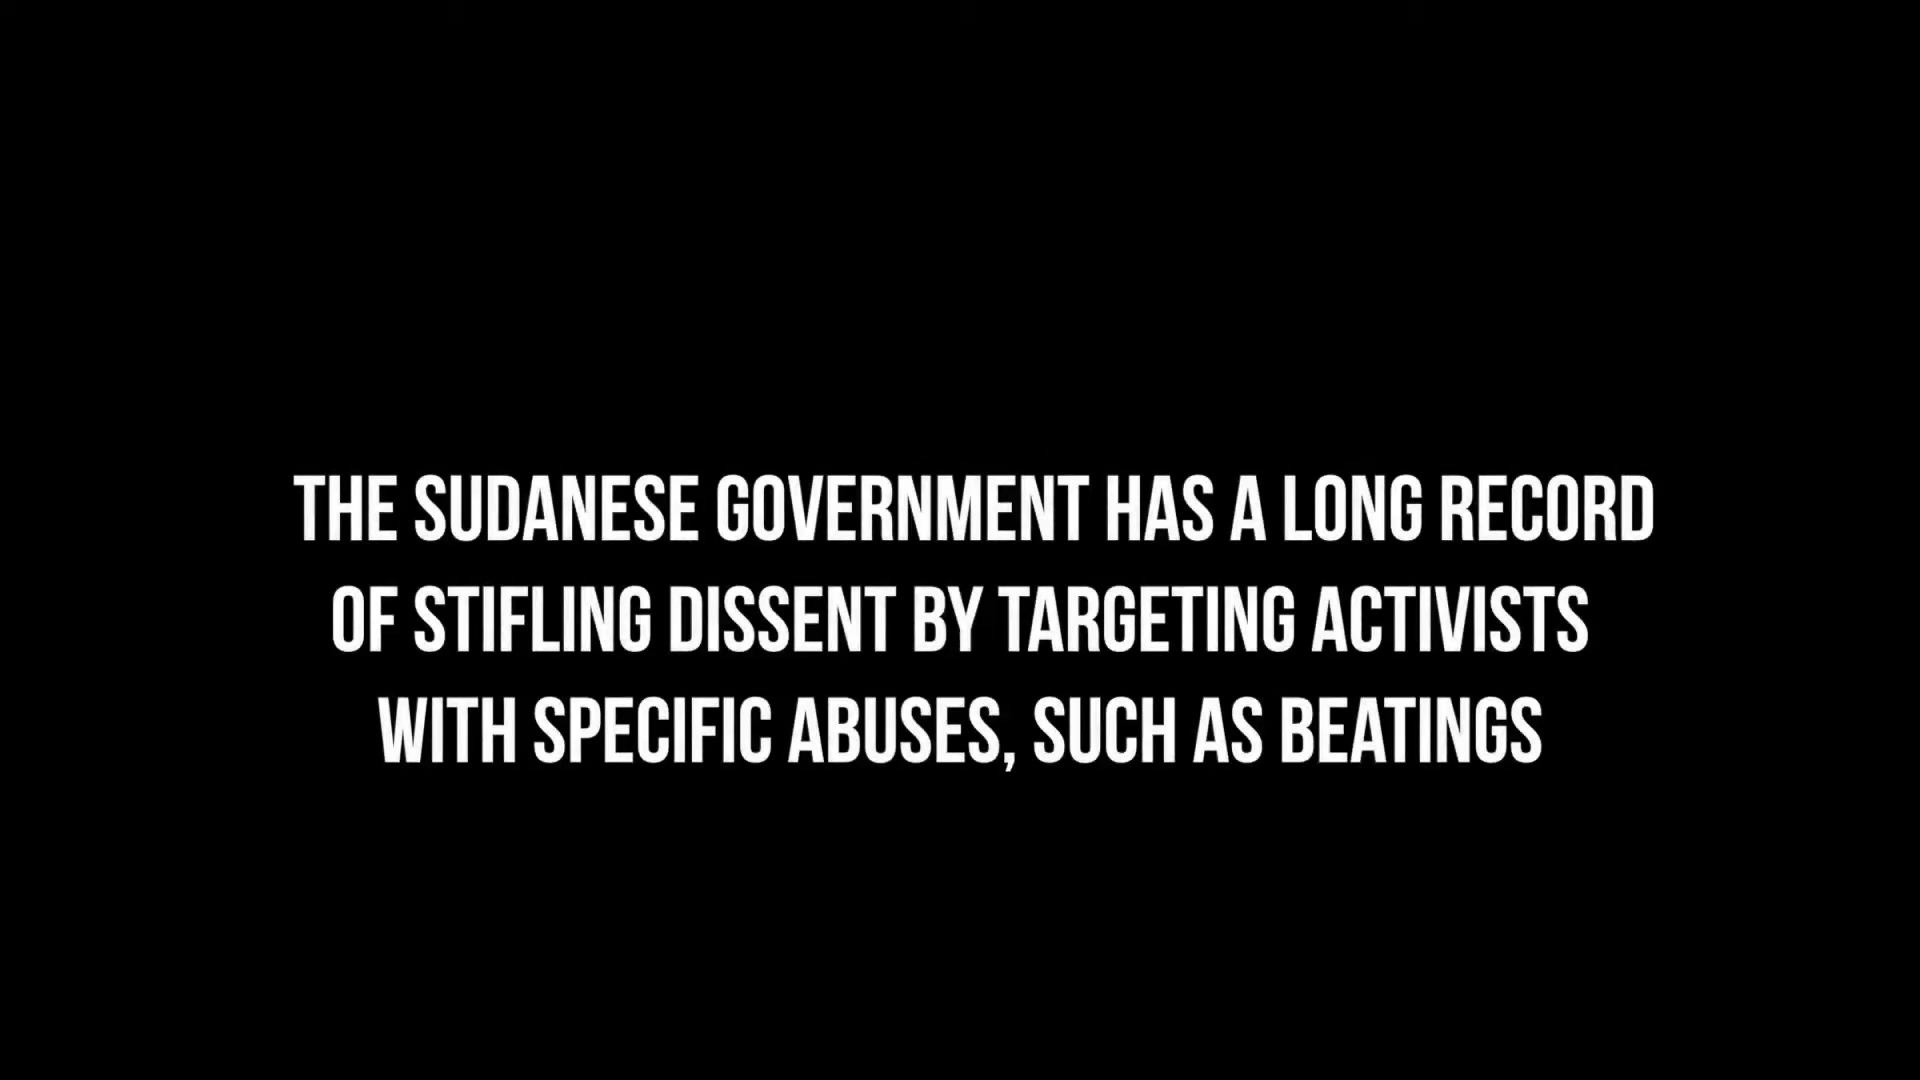 THE SUDANESE GOVERNMENT HAS A LONG RECORD
OF STIFLING DISSENT BY TARGETING ACTIVISTS
WITH SPECIFIC ABUSES, SUCH AS BEATINGS